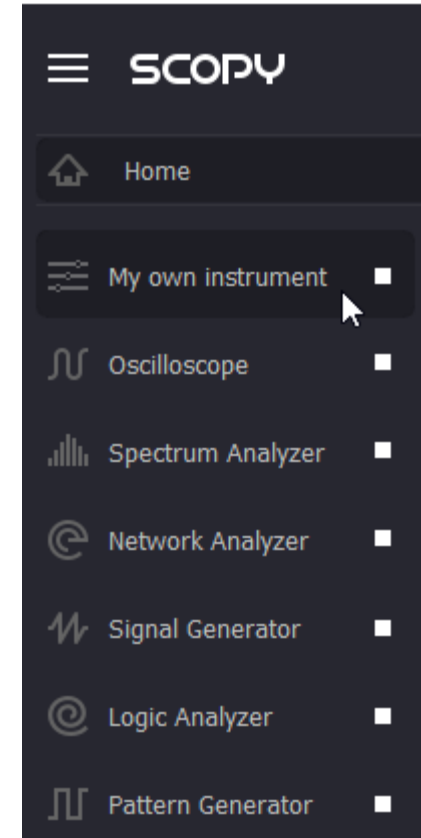 SCOPY
Home
My own instrument
Oscilloscope
Spectrum Analyzer
Network Analyzer
Signal Generator
Logic Analyzer
Pattern Generator